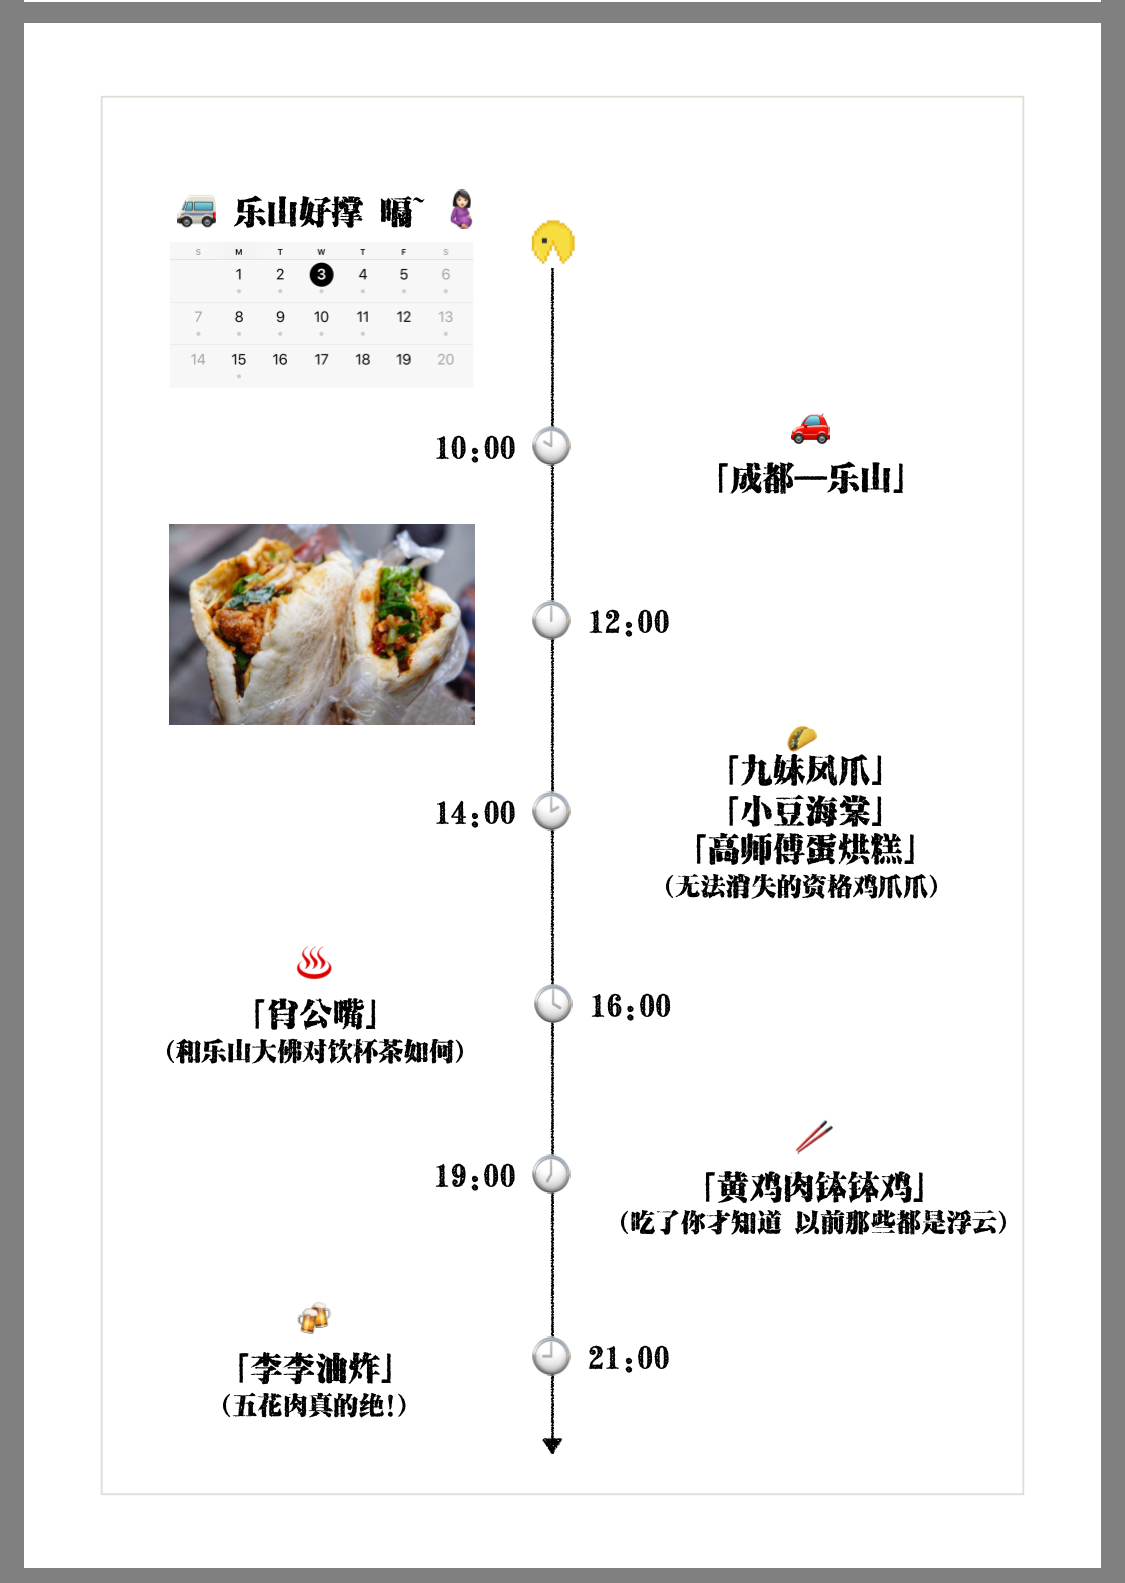 乐山好撑 嗝~
S M T W T F S
1 2 3 4 5 6
7 8 9 10 11 12 13
14 15 16 17 18 19 20
10:00
「成都—乐山」
12:00
「九妹凤爪」
「小豆海棠」
14:00
「高师傅蛋烘糕」
(无法消失的资格鸡爪爪)
16:00
「肖公嘴」
(和乐山大佛对饮杯茶如何)
19:00
「黄鸡肉钵钵鸡」
(吃了你才知道 以前那些都是浮云)
21:00
「李李油炸」
(五花肉真的绝!)